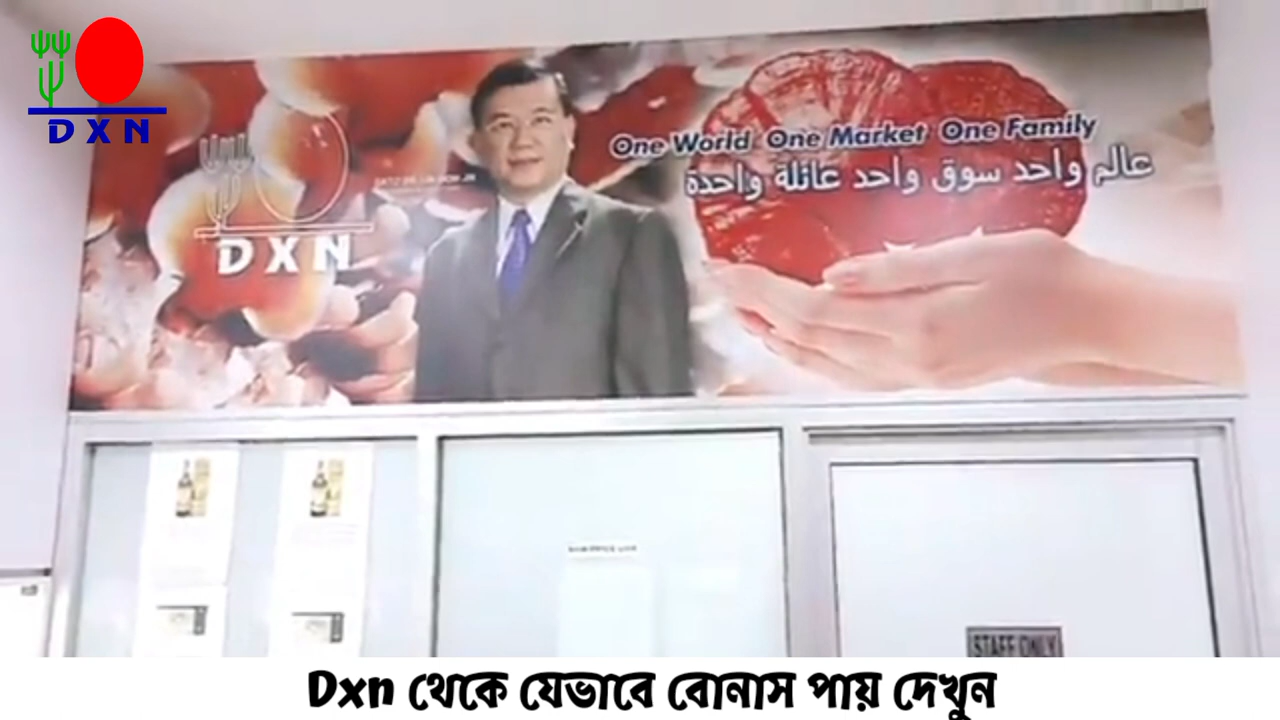 DXN
DXN
One World One Market One Family
عالم واحد سوق واحد عائلة واحدة
STAFF ONLY
Dxn থেকে যেভাবে বোনাস পায় দেখুন